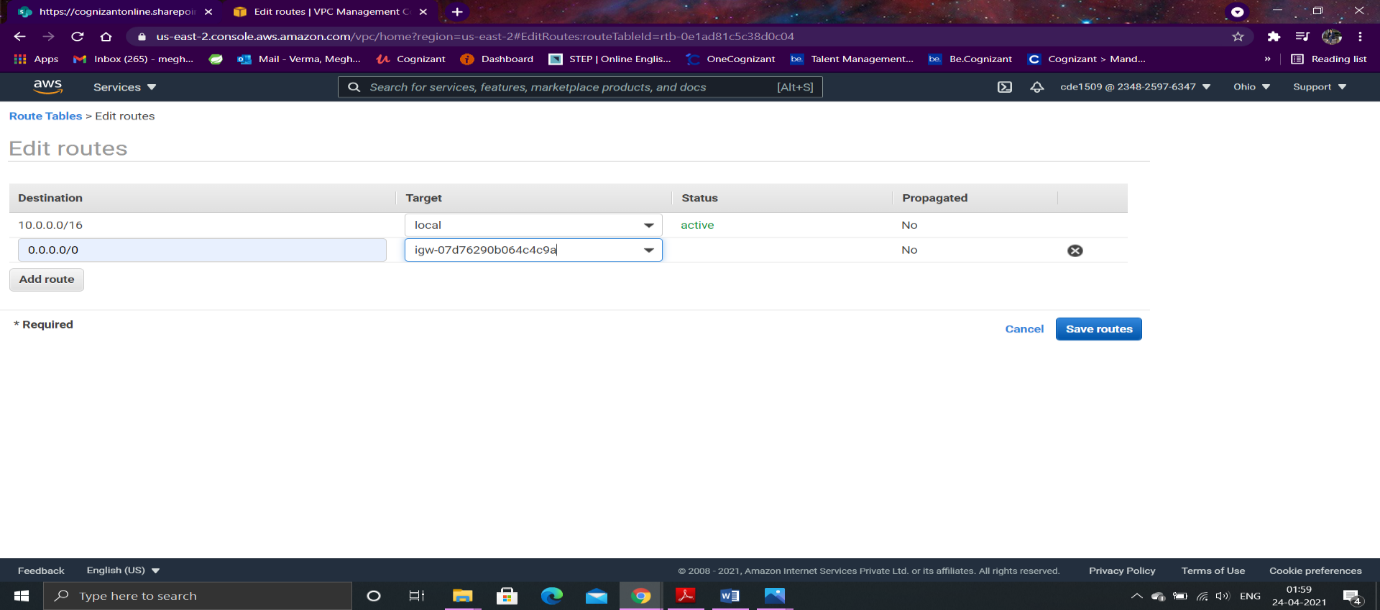 https://cognizantonline.sharepoi
Edit routes | VPC Management C
us-east-2.console.aws.amazon.com/vpc/home?region=us-east-2#EditRoutes:routeTableId=rtb-0e1ad81c5c38d0c04
Apps Inbox (265) - megh... Mail - Verma, Megh... Cognizant Dashboard STEP | Online Englis... OneCognizant be. Talent Management... be. Be.Cognizant C Cognizant > Mand... » Reading list
aws Services Search for services, features, marketplace products, and docs [Alt+S] cde1509 @ 2348-2597-6347 Ohio Support
Route Tables > Edit routes
Edit routes
Destination Target Status Propagated
10.0.0.0/16 local active No
0.0.0.0/0 igw-07d76290b064c4c9a No
Add route
* Required
Cancel Save routes
Feedback English (US) © 2008 - 2021, Amazon Internet Services Private Ltd. or its affiliates. All rights reserved. Privacy Policy Terms of Use Cookie preferences
Type here to search ENG 01:59
24-04-2021 4